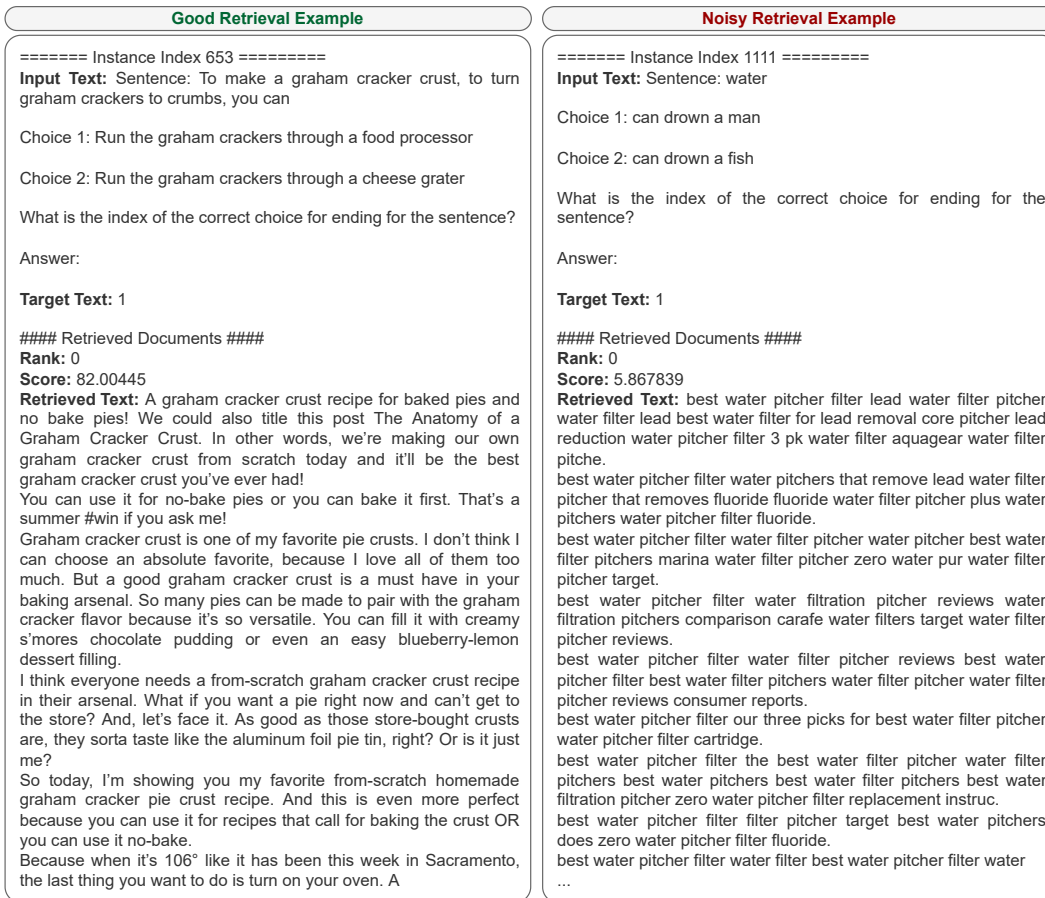 Good Retrieval Example
======= Instance Index 653 =========
Input Text: Sentence: To make a graham cracker crust, to turn
graham crackers to crumbs, you can
Choice 1: Run the graham crackers through a food processor
Choice 2: Run the graham crackers through a cheese grater
What is the index of the correct choice for ending for the sentence?
Answer:
Target Text: 1
#### Retrieved Documents ####
Rank: 0
Score: 82.00445
Retrieved Text: A graham cracker crust recipe for baked pies and
no bake pies! We could also title this post The Anatomy of a
Graham Cracker Crust. In other words, we’re making our own
graham cracker crust from scratch today and it’ll be the best
graham cracker crust you’ve ever had!
You can use it for no-bake pies or you can bake it first. That’s a
summer #win if you ask me!
Graham cracker crust is one of my favorite pie crusts. I don’t think I
can choose an absolute favorite, because I love all of them too
much. But a good graham cracker crust is a must have in your
baking arsenal. So many pies can be made to pair with the graham
cracker flavor because it’s so versatile. You can fill it with creamy
s’mores chocolate pudding or even an easy blueberry-lemon
dessert filling.
I think everyone needs a from-scratch graham cracker crust recipe
in their arsenal. What if you want a pie right now and can’t get to
the store? And, let’s face it. As good as those store-bought crusts
are, they sorta taste like the aluminum foil pie tin, right? Or is it just
me?
So today, I’m showing you my favorite from-scratch homemade
graham cracker pie crust recipe. And this is even more perfect
because you can use it for recipes that call for baking the crust OR
you can use it no-bake.
Because when it’s 106° like it has been this week in Sacramento,
the last thing you want to do is turn on your oven. A
Noisy Retrieval Example
======= Instance Index 1111 =========
Input Text: Sentence: water
Choice 1: can drown a man
Choice 2: can drown a fish
What is the index of the correct choice for ending for the
sentence?
Answer:
Target Text: 1
#### Retrieved Documents ####
Rank: 0
Score: 5.867839
Retrieved Text: best water pitcher filter lead water filter pitcher
water filter lead best water filter for lead removal core pitcher lead
reduction water pitcher filter 3 pk water filter aquagear water filter
pitche.
best water pitcher filter water pitchers that remove lead water filter
pitcher that removes fluoride fluoride water filter pitcher plus water
pitchers water pitcher filter fluoride.
best water pitcher filter water filter pitcher water pitcher best water
filter pitchers marina water filter pitcher zero water pur water filter
pitcher target.
best water pitcher filter water filtration pitcher reviews water
filtration pitchers comparison carafe water filters target water filter
pitcher reviews.
best water pitcher filter water filter pitcher reviews best water
pitcher filter best water filter pitchers water filter pitcher water filter
pitcher reviews consumer reports.
best water pitcher filter our three picks for best water filter pitcher
water pitcher filter cartridge.
best water pitcher filter the best water filter pitcher water filter
pitchers best water pitchers best water filter pitchers best water
filtration pitcher zero water pitcher filter replacement instruc.
best water pitcher filter filter pitcher target best water pitchers
does zero water pitcher filter fluoride.
best water pitcher filter water filter best water pitcher filter water
...